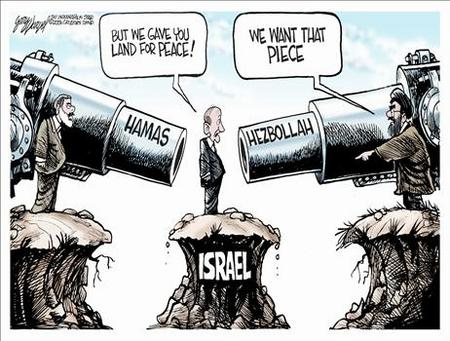 BUT WE GAVE YOU
LAND FOR PEACE!
WE WANT THAT
PIECE
HAMAS
HEZBOLLAH
ISRAEL